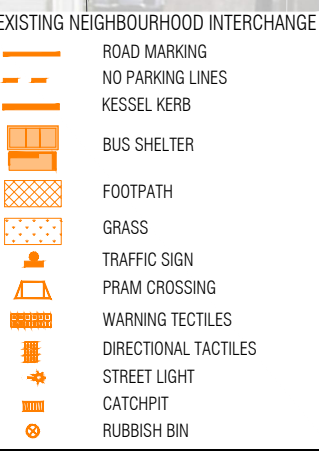 EXISTING NEIGHBOURHOOD INTERCHANGE
ROAD MARKING
NO PARKING LINES
KESSEL KERB
BUS SHELTER
FOOTPATH
GRASS
TRAFFIC SIGN
PRAM CROSSING
WARNING TECTILES
DIRECTIONAL TACTILES
STREET LIGHT
CATCHPIT
RUBBISH BIN